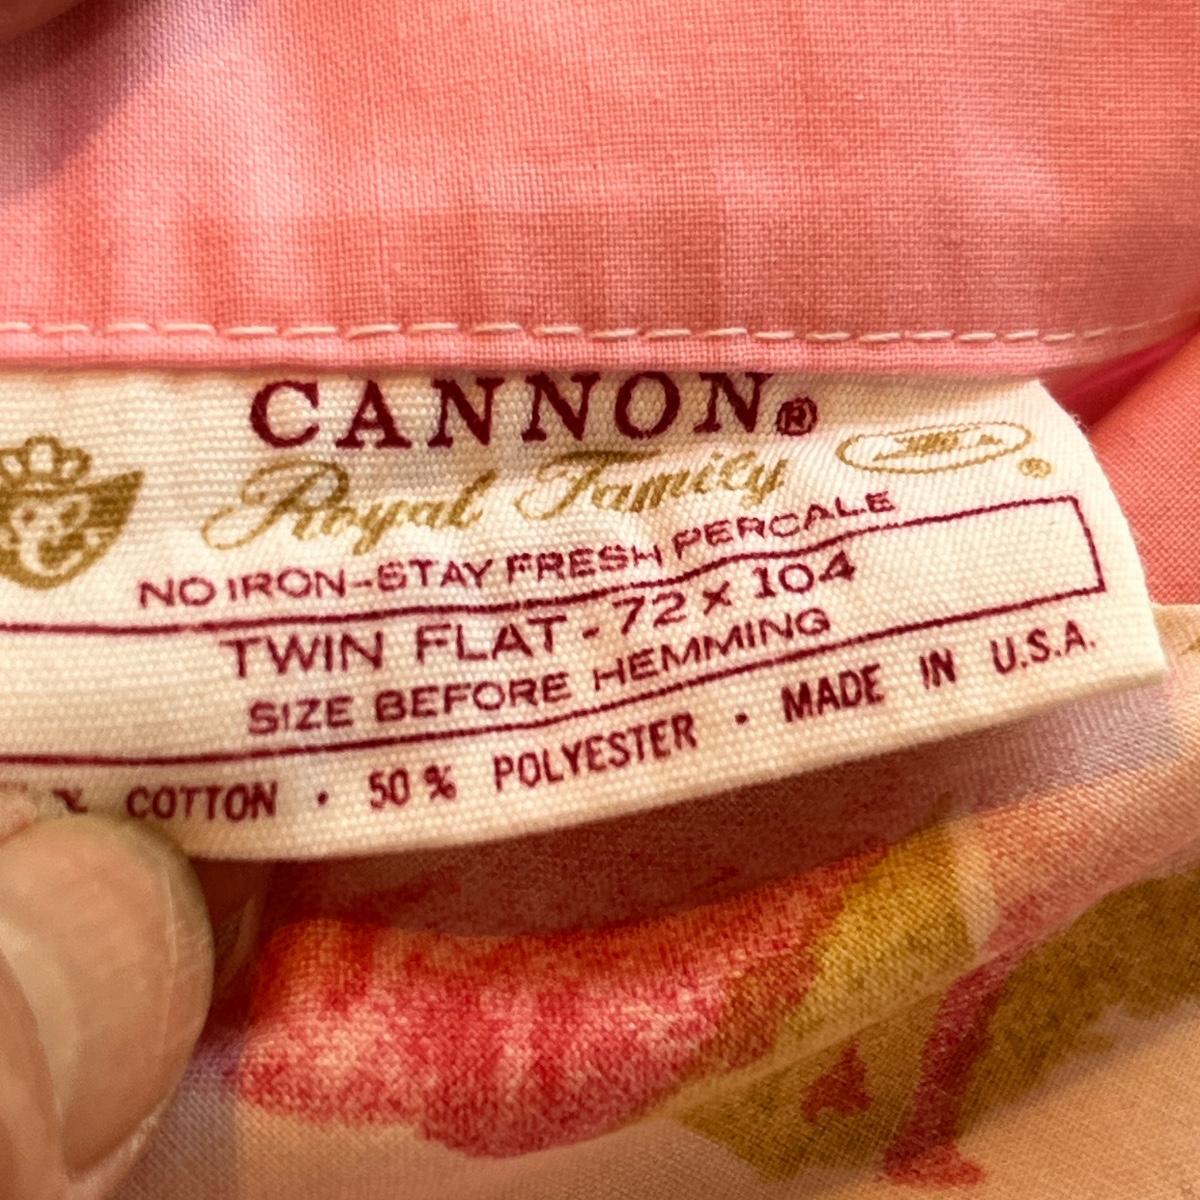 CANNON®
Royal Family ®
NO IRON-STAY FRESH PERCALE
TWIN FLAT - 72 x 104
SIZE BEFORE HEMMING
% COTTON · 50 % POLYESTER · MADE IN U.S.A.